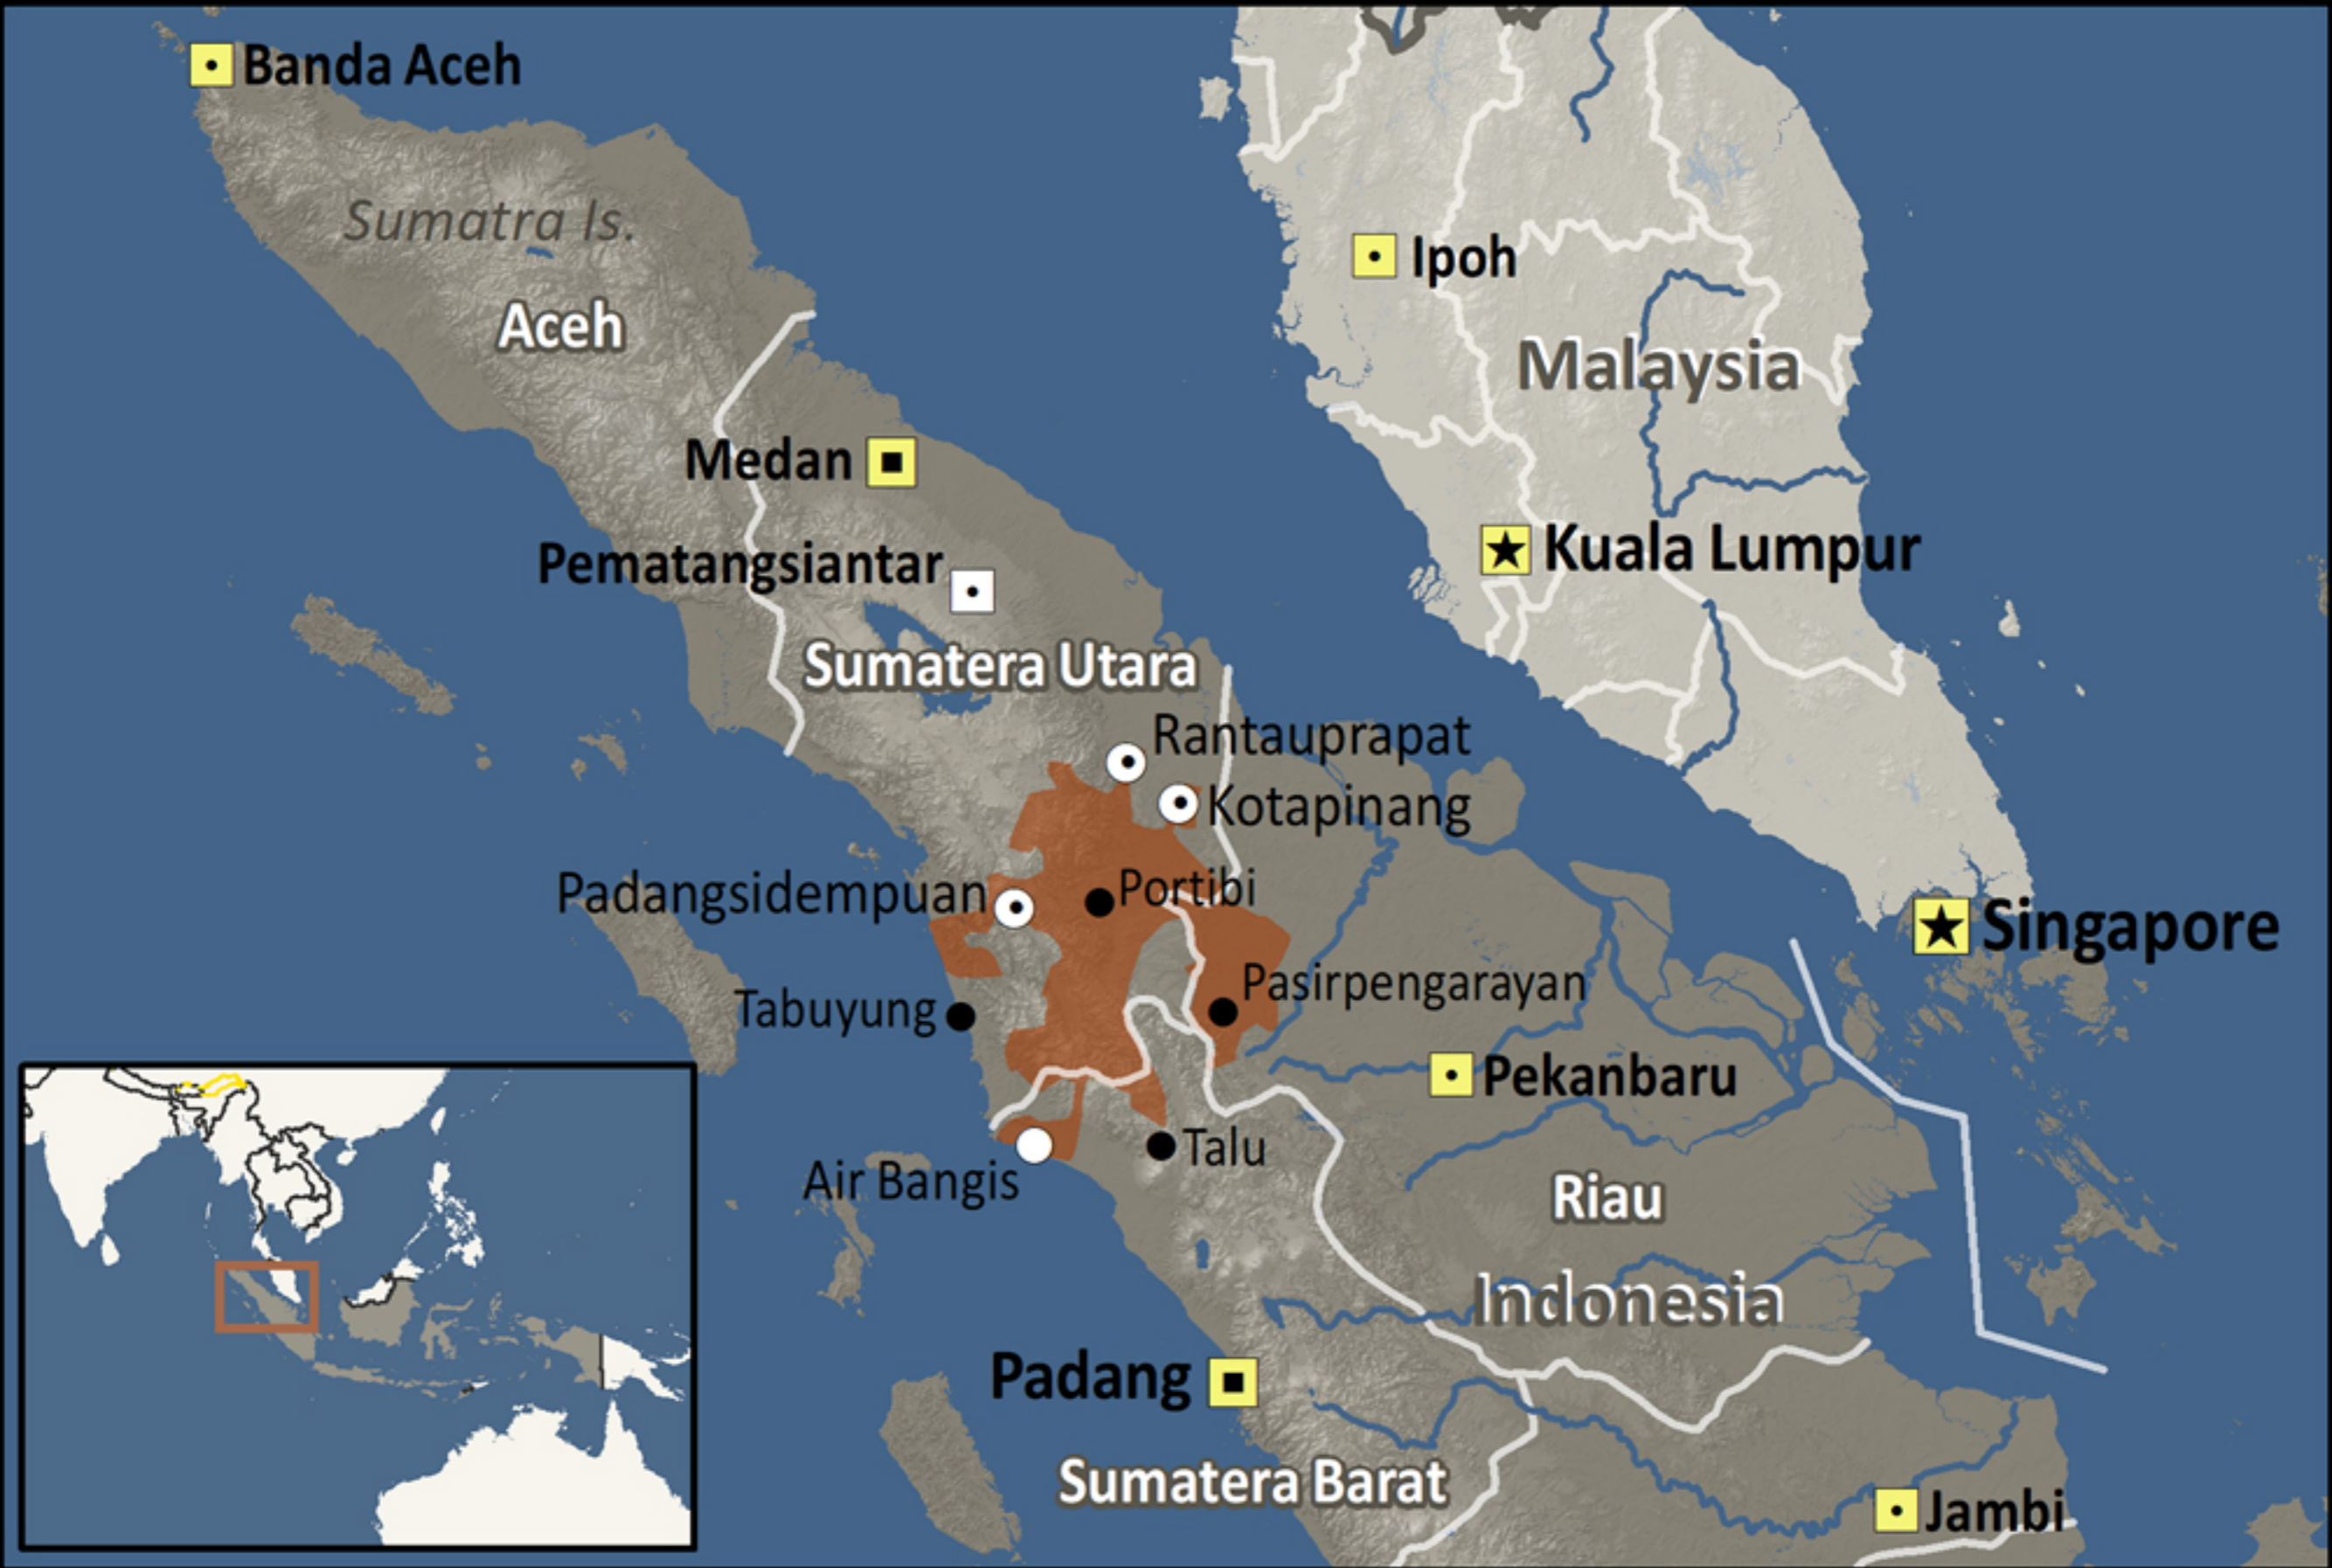 Banda Aceh
Sumatra Is.
Aceh
Ipoh
Malaysia
Medan
Kuala Lumpur
Pematangsiantar
Sumatera Utara
Rantauprapat
Kotapinang
Padangsidempuan
Portibi
Singapore
Pasirpengarayan
Tabuyung
Pekanbaru
Talu
Air Bangis
Riau
Indonesia
Padang
Sumatera Barat
Jambi